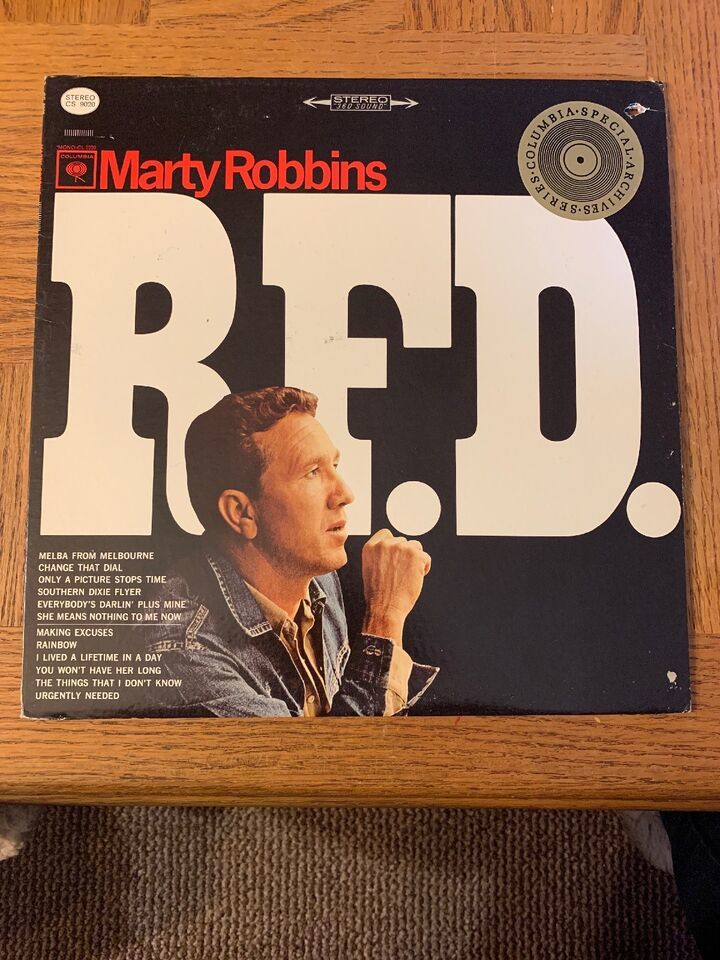 STEREO
CS 9020
STEREO
"360 SOUND"
COLUMBIA
Marty Robbins
COLUMBIA•SPECIAL•ARCHIVES•SERIES•
R.F.D.
MELBA FROM MELBOURNE
CHANGE THAT DIAL
ONLY A PICTURE STOPS TIME
SOUTHERN DIXIE FLYER
EVERYBODY'S DARLIN' PLUS MINE
SHE MEANS NOTHING TO ME NOW
MAKING EXCUSES
RAINBOW
I LIVED A LIFETIME IN A DAY
YOU WON'T HAVE HER LONG
THE THINGS THAT I DON'T KNOW
URGENTLY NEEDED